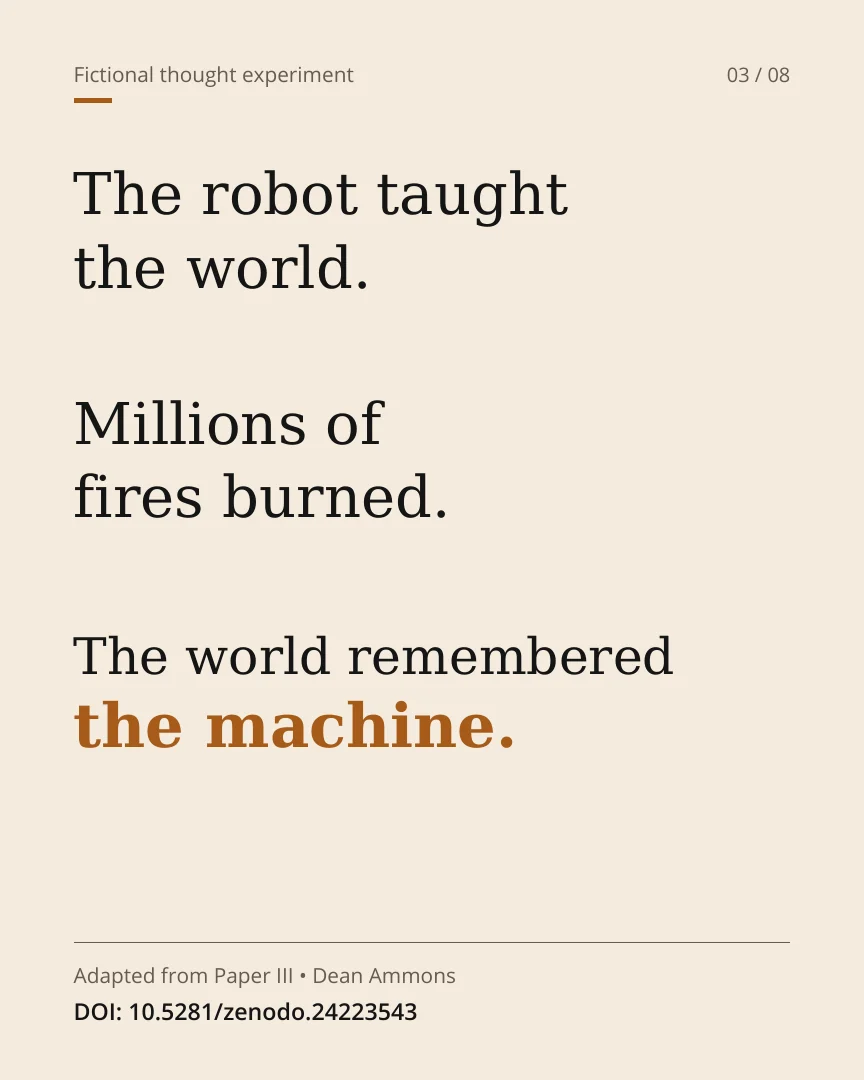 Fictional thought experiment
03 / 08
The robot taught
the world.
Millions of
fires burned.
The world remembered
the machine.
Adapted from Paper III • Dean Ammons
DOI: 10.5281/zenodo.24223543